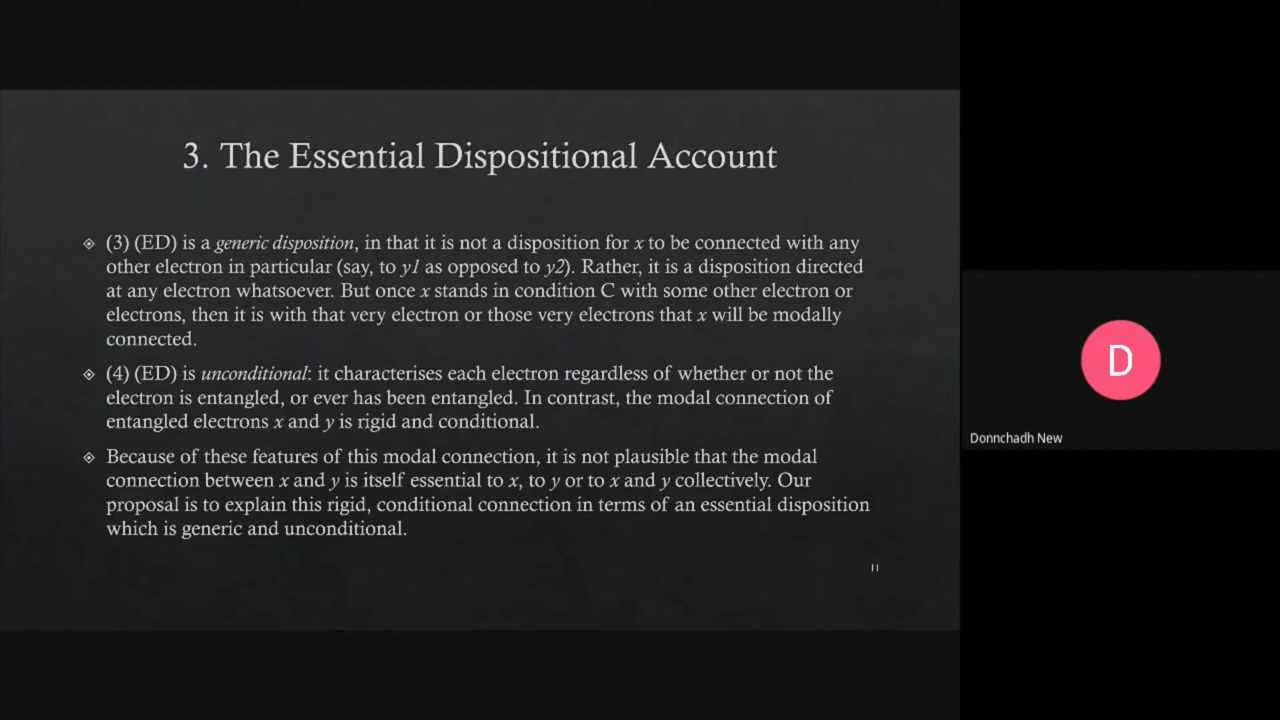 3. The Essential Dispositional Account
◈ (3) (ED) is a generic disposition, in that it is not a disposition for x to be connected with any
other electron in particular (say, to y1 as opposed to y2). Rather, it is a disposition directed
at any electron whatsoever. But once x stands in condition C with some other electron or
electrons, then it is with that very electron or those very electrons that x will be modally
connected.
◈ (4) (ED) is unconditional: it characterises each electron regardless of whether or not the
electron is entangled, or ever has been entangled. In contrast, the modal connection of
entangled electrons x and y is rigid and conditional.
◈ Because of these features of this modal connection, it is not plausible that the modal
connection between x and y is itself essential to x, to y or to x and y collectively. Our
proposal is to explain this rigid, conditional connection in terms of an essential disposition
which is generic and unconditional.
11
D
Donnchadh New